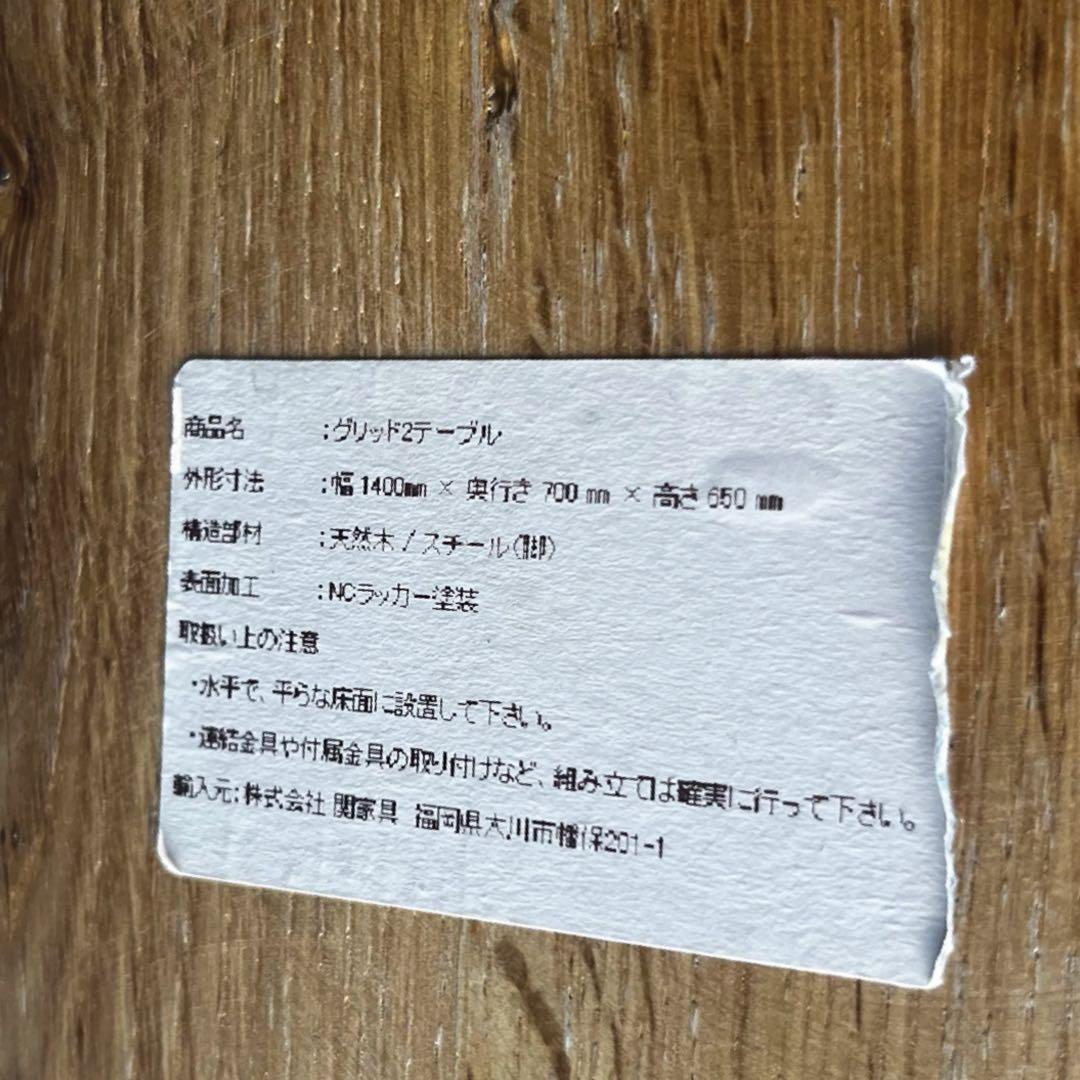 商品名 :グリッド2テーブル
外形寸法 :幅 1400mm × 奥行き 700 mm × 高さ 650 mm
構造部材 :天然木 / スチール(脚)
表面加工 :NCラッカー塗装
取扱い上の注意
・水平で、平らな床面に設置して下さい。
・連結金具や付属金具の取り付けなど、組み立ては確実に行って下さい。
輸入元:株式会社 関家具 福岡県大川市幡保201-1